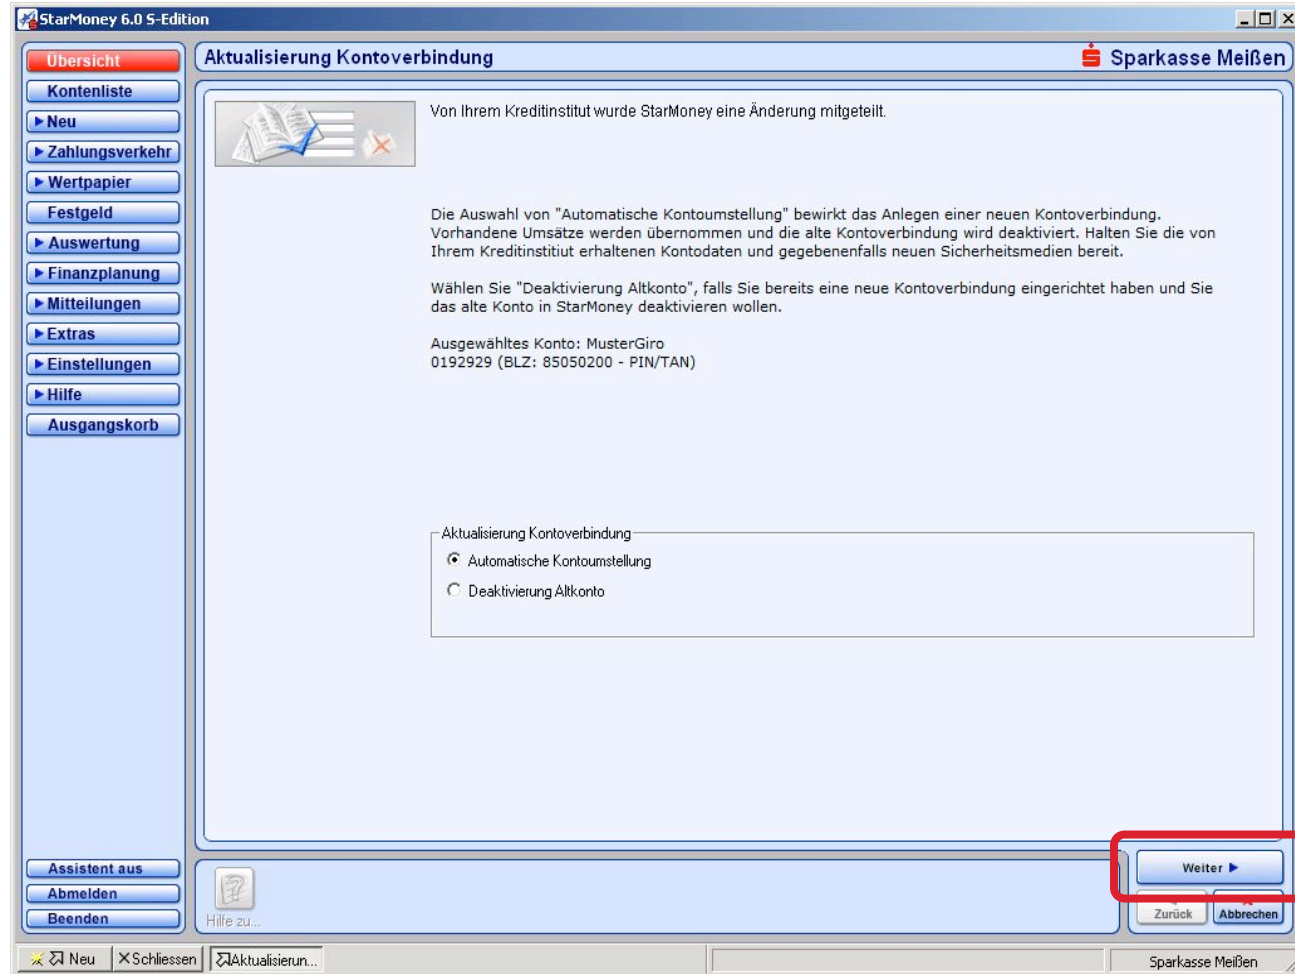 StarMoney 6.0 S-Edition
Übersicht
Kontenliste
Neu
Zahlungsverkehr
Wertpapier
Festgeld
Auswertung
Finanzplanung
Mitteilungen
Extras
Einstellungen
Hilfe
Ausgangskorb
Assistent aus
Abmelden
Beenden
Aktualisierung Kontoverbindung
Sparkasse Meißen
Von Ihrem Kreditinstitut wurde StarMoney eine Änderung mitgeteilt.
Die Auswahl von "Automatische Kontoumstellung" bewirkt das Anlegen einer neuen Kontoverbindung.
Vorhandene Umsätze werden übernommen und die alte Kontoverbindung wird deaktiviert. Halten Sie die von
Ihrem Kreditinstitiut erhaltenen Kontodaten und gegebenenfalls neuen Sicherheitsmedien bereit.
Wählen Sie "Deaktivierung Altkonto", falls Sie bereits eine neue Kontoverbindung eingerichtet haben und Sie
das alte Konto in StarMoney deaktivieren wollen.
Ausgewähltes Konto: MusterGiro
0192929 (BLZ: 85050200 - PIN/TAN)
Aktualisierung Kontoverbindung
Automatische Kontoumstellung
Deaktivierung Altkonto
Hilfe zu...
Weiter
Zurück
Abbrechen
Neu
Schliessen
Aktualisierun...
Sparkasse Meißen